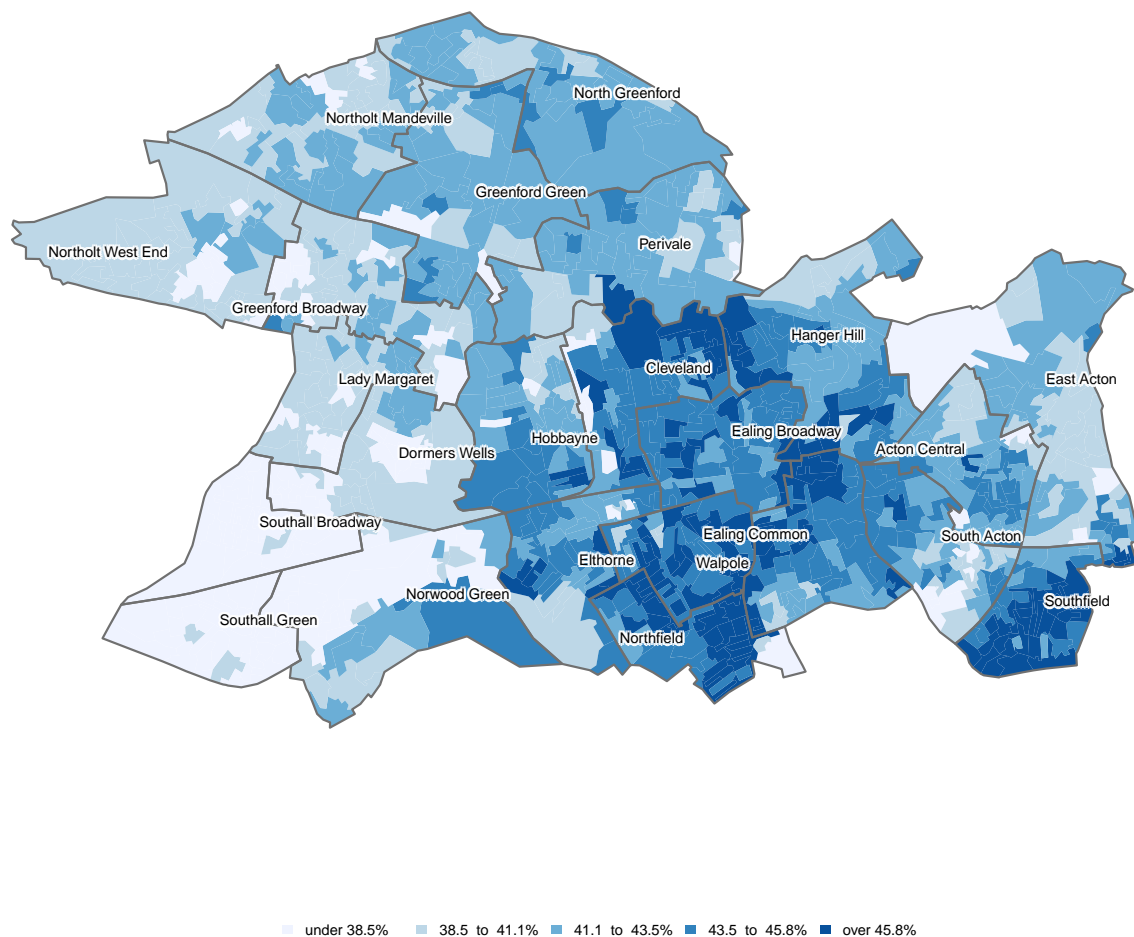 North Greenford
Northolt Mandeville
Greenford Green
Perivale
Northolt West End
Greenford Broadway
Hanger Hill
Cleveland
Lady Margaret
East Acton
Ealing Broadway
Hobbayne
Acton Central
Dormers Wells
Southall Broadway
Ealing Common
South Acton
Elthorne
Walpole
Norwood Green
Southfield
Southall Green
Northfield
under 38.5% 38.5 to 41.1% 41.1 to 43.5% 43.5 to 45.8% over 45.8%